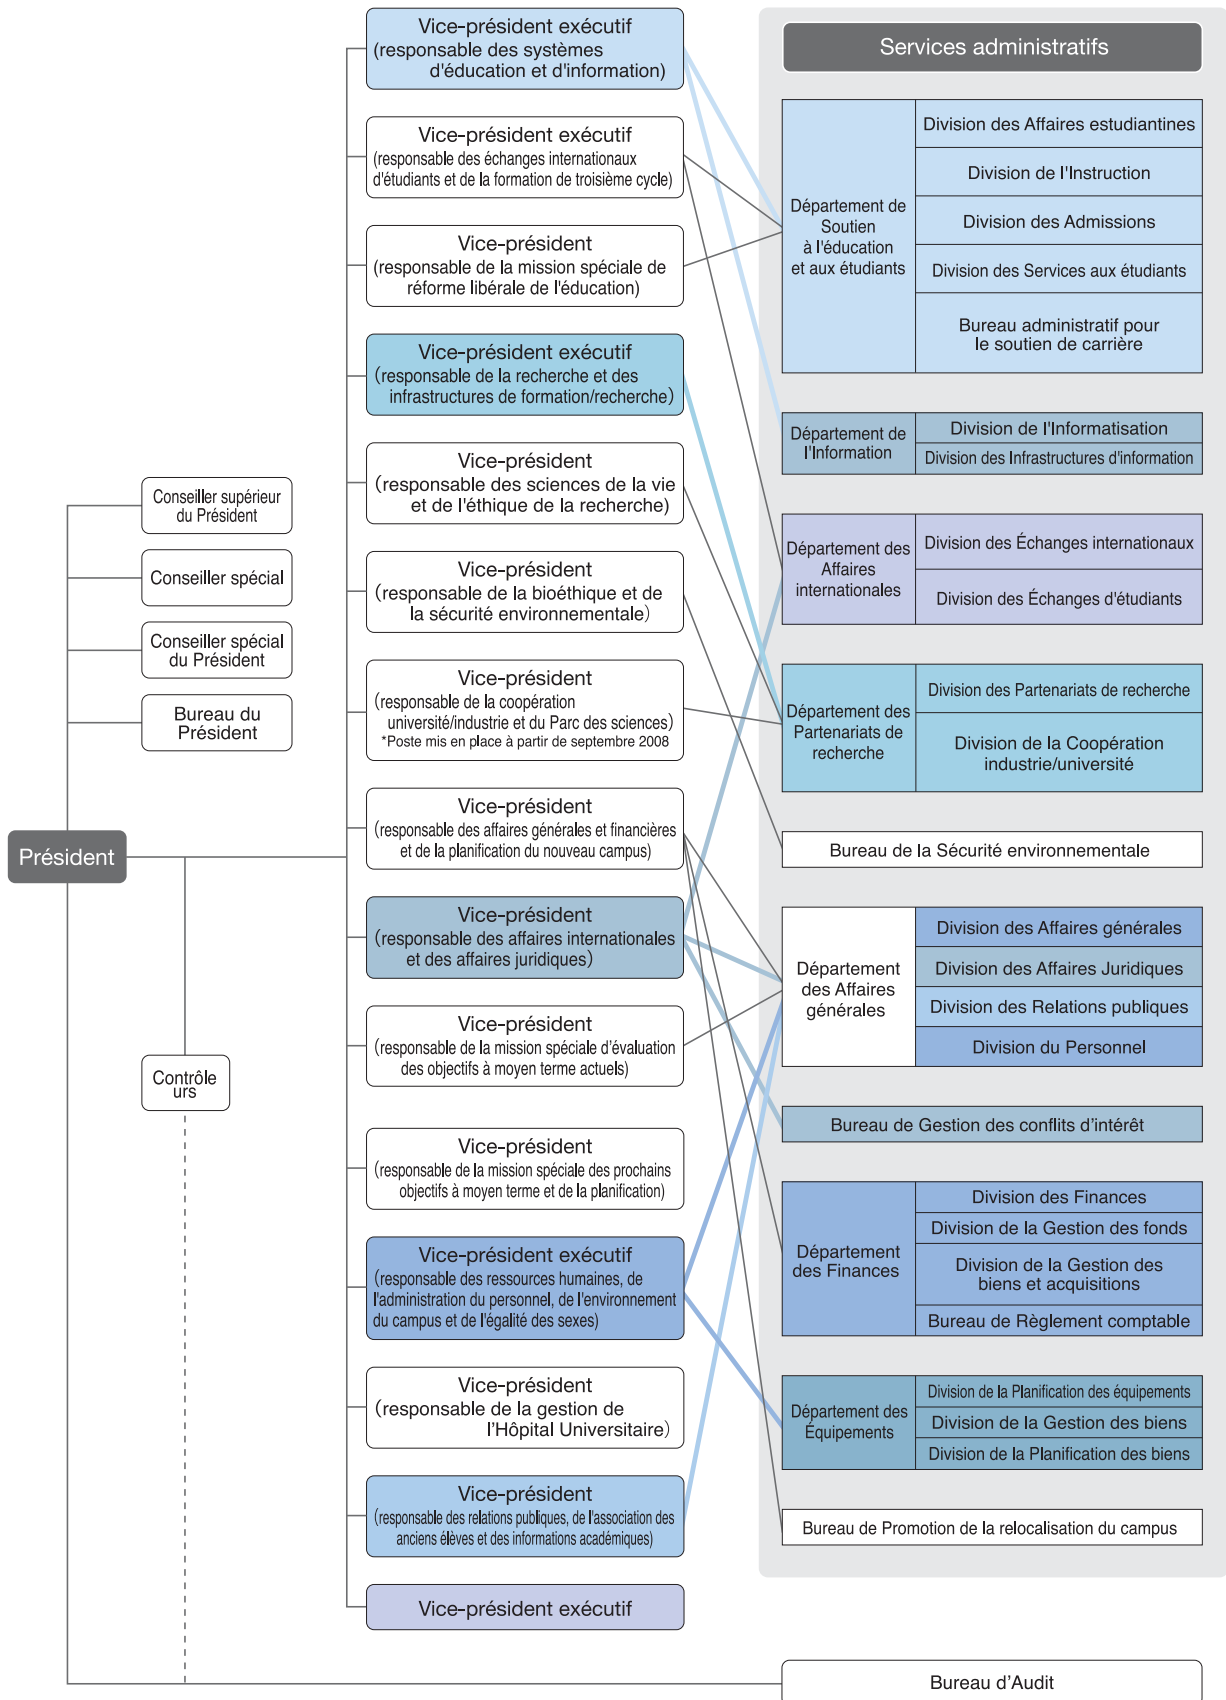 Président
Conseiller supérieur
du Président
Conseiller spécial
Conseiller spécial
du Président
Bureau du
Président
Contrôle
urs
Vice-président exécutif
(responsable des systèmes
d'éducation et d'information)
Vice-président exécutif
(responsable des échanges internationaux
d'étudiants et de la formation de troisième cycle)
Vice-président
(responsable de la mission spéciale de
réforme libérale de l'éducation)
Vice-président exécutif
(responsable de la recherche et des
infrastructures de formation/recherche)
Vice-président
(responsable des sciences de la vie
et de l'éthique de la recherche)
Vice-président
(responsable de la bioéthique et de
la sécurité environnementale)
Vice-président
(responsable de la coopération
université/industrie et du Parc des sciences)
*Poste mis en place à partir de septembre 2008
Vice-président
(responsable des affaires générales et financières
et de la planification du nouveau campus)
Vice-président
(responsable des affaires internationales
et des affaires juridiques)
Vice-président
(responsable de la mission spéciale d'évaluation
des objectifs à moyen terme actuels)
Vice-président
(responsable de la mission spéciale des prochains
objectifs à moyen terme et de la planification)
Vice-président exécutif
(responsable des ressources humaines, de
l'administration du personnel, de l'environnement
du campus et de l'égalité des sexes)
Vice-président
(responsable de la gestion de
l'Hôpital Universitaire)
Vice-président
(responsable des relations publiques, de l'association des
anciens élèves et des informations académiques)
Vice-président exécutif
Services administratifs
Département de
Soutien
à l'éducation
et aux étudiants
Division des Affaires estudiantines
Division de l'Instruction
Division des Admissions
Division des Services aux étudiants
Bureau administratif pour
le soutien de carrière
Département de
l'Information
Division de l'Informatisation
Division des Infrastructures d'information
Département des
Affaires
internationales
Division des Échanges internationaux
Division des Échanges d'étudiants
Département des
Partenariats de
recherche
Division des Partenariats de recherche
Division de la Coopération
industrie/université
Bureau de la Sécurité environnementale
Département
des Affaires
générales
Division des Affaires générales
Division des Affaires Juridiques
Division des Relations publiques
Division du Personnel
Bureau de Gestion des conflits d'intérêt
Département
des Finances
Division des Finances
Division de la Gestion des fonds
Division de la Gestion des
biens et acquisitions
Bureau de Règlement comptable
Département des
Équipements
Division de la Planification des équipements
Division de la Gestion des biens
Division de la Planification des biens
Bureau de Promotion de la relocalisation du campus
Bureau d'Audit